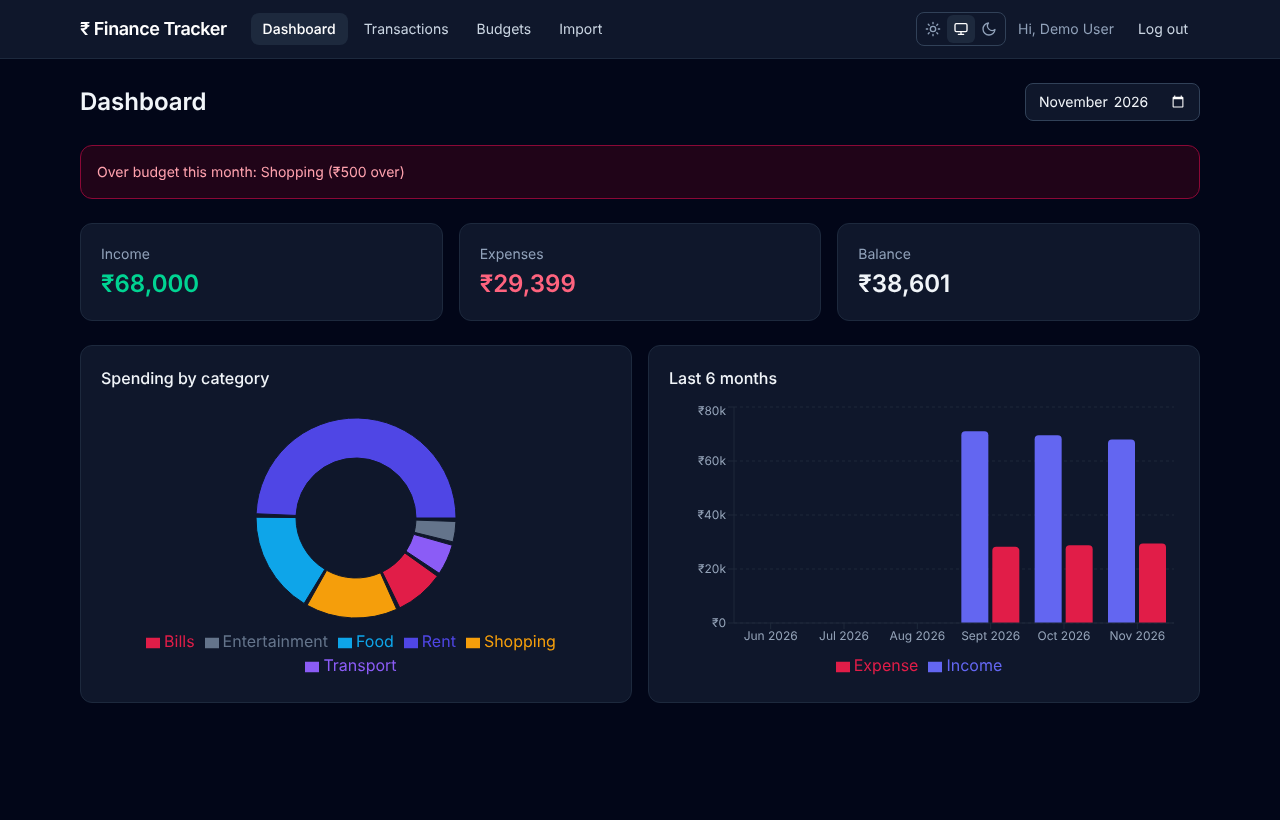 ₹ Finance Tracker Dashboard Transactions Budgets Import Hi, Demo User Log out
Dashboard November 2026
Over budget this month: Shopping (₹500 over)
Income
₹68,000
Expenses
₹29,399
Balance
₹38,601
Spending by category
Bills Entertainment Food Rent Shopping
Transport
Last 6 months
₹80k
₹60k
₹40k
₹20k
₹0
Jun 2026 Jul 2026 Aug 2026 Sept 2026 Oct 2026 Nov 2026
Expense Income